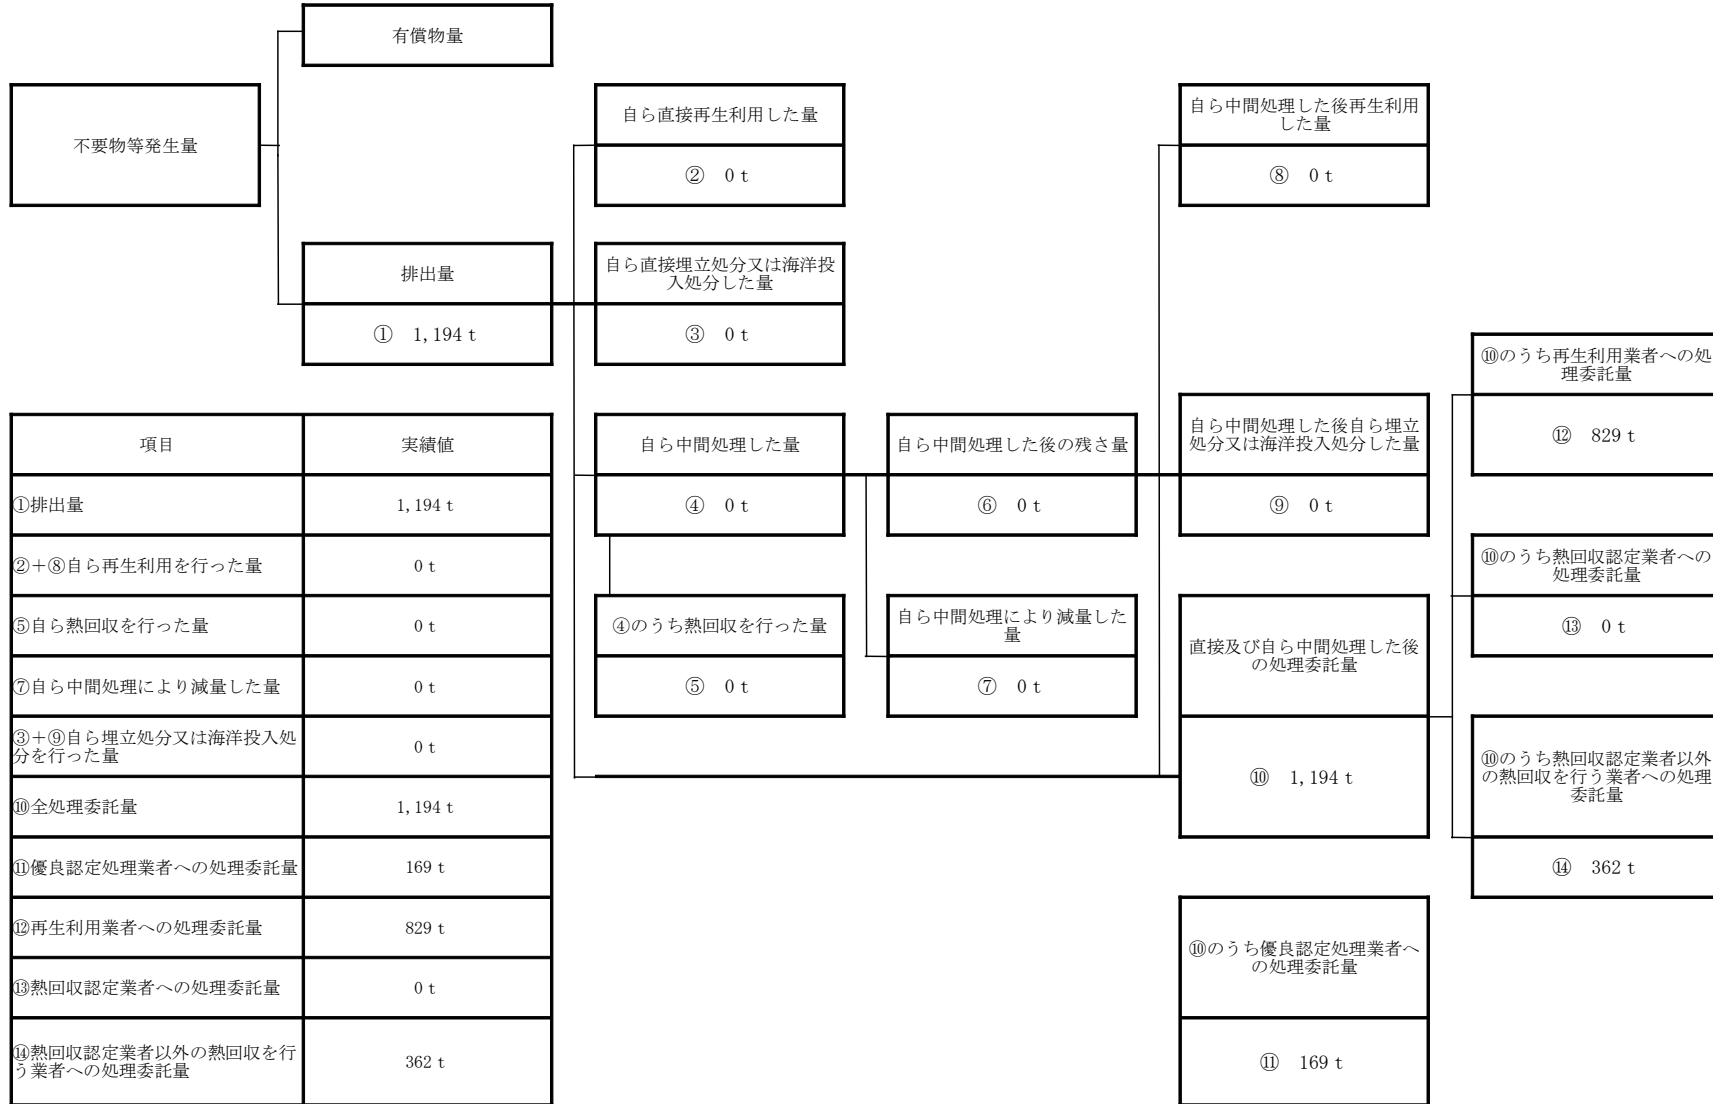 有償物量
不要物等発生量
自ら直接再生利用した量
② 0 t
自ら中間処理した後再生利用
した量
⑧ 0 t
排出量
① 1,194 t
自ら直接埋立処分又は海洋投
入処分した量
③ 0 t
⑩のうち再生利用業者への処
理委託量
⑫ 829 t
自ら中間処理した量
④ 0 t
自ら中間処理した後の残さ量
⑥ 0 t
自ら中間処理した後自ら埋立
処分又は海洋投入処分した量
⑨ 0 t
⑩のうち熱回収認定業者への
処理委託量
⑬ 0 t
④のうち熱回収を行った量
⑤ 0 t
自ら中間処理により減量した
量
⑦ 0 t
直接及び自ら中間処理した後
の処理委託量
⑩ 1,194 t
⑩のうち熱回収認定業者以外
の熱回収を行う業者への処理
委託量
⑭ 362 t
⑩のうち優良認定処理業者へ
の処理委託量
⑪ 169 t
項目 実績値
①排出量 1,194 t
②＋⑧自ら再生利用を行った量 0 t
⑤自ら熱回収を行った量 0 t
⑦自ら中間処理により減量した量 0 t
③＋⑨自ら埋立処分又は海洋投入処
分を行った量 0 t
⑩全処理委託量 1,194 t
⑪優良認定処理業者への処理委託量 169 t
⑫再生利用業者への処理委託量 829 t
⑬熱回収認定業者への処理委託量 0 t
⑭熱回収認定業者以外の熱回収を行
う業者への処理委託量 362 t